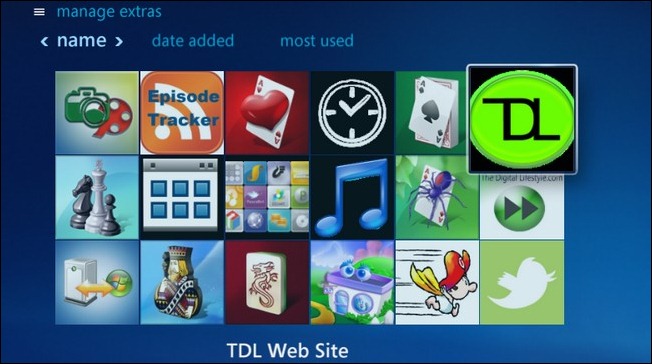 manage extras
‹ name › date added most used
Episode
Tracker
TDL
The Digital Lifestyle.com
TDL Web Site